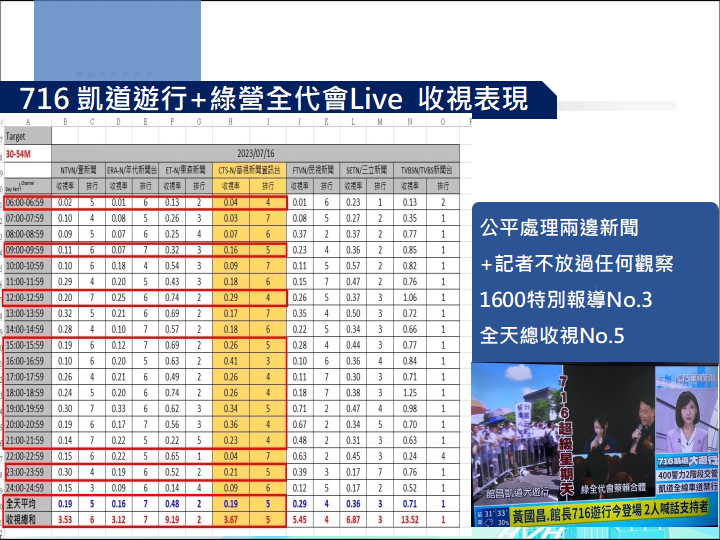 716 凱道遊行+綠營全代會Live 收視表現
A B C D E F G H I J K L M N O
Target
30-54M 2023/07/16
NTVN/壹新聞 ERA-N/年代新聞台 ET-N/東森新聞 CTS-N/華視新聞資訊台 FTVN/民視新聞 SETN/三立新聞 TVBSN/TVBS新聞台
Day Part Channel 收視率 排行 收視率 排行 收視率 排行 收視率 排行 收視率 排行 收視率 排行 收視率 排行
06:00-06:59 0.02 5 0.01 6 0.13 2 0.04 4 0.01 6 0.23 1 0.13 2
07:00-07:59 0.10 4 0.08 5 0.26 3 0.03 7 0.08 5 0.27 2 0.35 1
08:00-08:59 0.09 5 0.07 6 0.25 4 0.07 6 0.37 2 0.37 2 0.77 1
09:00-09:59 0.11 6 0.07 7 0.32 3 0.16 5 0.23 4 0.36 2 0.85 1
10:00-10:59 0.10 6 0.18 4 0.54 3 0.09 7 0.11 5 0.57 2 0.82 1
11:00-11:59 0.29 4 0.20 5 0.43 3 0.18 6 0.15 7 0.47 2 0.76 1
12:00-12:59 0.20 7 0.25 6 0.74 2 0.29 4 0.26 5 0.37 3 1.06 1
13:00-13:59 0.32 5 0.21 6 0.69 2 0.17 7 0.35 4 0.50 3 0.72 1
14:00-14:59 0.28 4 0.10 7 0.57 2 0.18 6 0.22 5 0.34 3 0.66 1
15:00-15:59 0.19 6 0.12 7 0.69 2 0.26 5 0.28 4 0.44 3 0.77 1
16:00-16:59 0.10 6 0.20 5 0.63 2 0.41 3 0.10 6 0.36 4 0.84 1
17:00-17:59 0.26 4 0.21 6 0.49 2 0.26 4 0.11 7 0.30 3 0.71 1
18:00-18:59 0.24 5 0.20 6 0.74 2 0.26 4 0.18 7 0.38 3 1.25 1
19:00-19:59 0.30 7 0.33 6 0.62 3 0.34 5 0.71 2 0.47 4 0.98 1
20:00-20:59 0.19 6 0.17 7 0.56 3 0.36 4 0.67 2 0.34 5 0.70 1
21:00-21:59 0.14 7 0.22 5 0.22 5 0.23 4 0.48 2 0.31 3 0.63 1
22:00-22:59 0.15 6 0.22 5 0.65 1 0.04 7 0.63 2 0.45 3 0.24 4
23:00-23:59 0.30 4 0.19 6 0.52 2 0.21 5 0.39 3 0.17 7 0.76 1
24:00-24:59 0.15 3 0.09 6 0.14 4 0.09 6 0.12 5 0.17 2 0.52 1
全天平均 0.15 5 0.16 7 0.48 2 0.19 5 0.29 4 0.36 3 0.71 1
收視總和 3.53 6 3.12 7 9.19 2 3.67 5 5.45 4 6.87 3 13.52 1
公平處理兩邊新聞
+記者不放過任何觀察
1600特別報導No.3
全天總收視No.5
716超級星期天
館昌凱道大遊行
綠全代會蔡賴合體
716凱道大遊行
400警力2階段交管
凱道全線車道禁行
31°33°
30%
黃國昌.館長716遊行今登場 2人喊話支持者